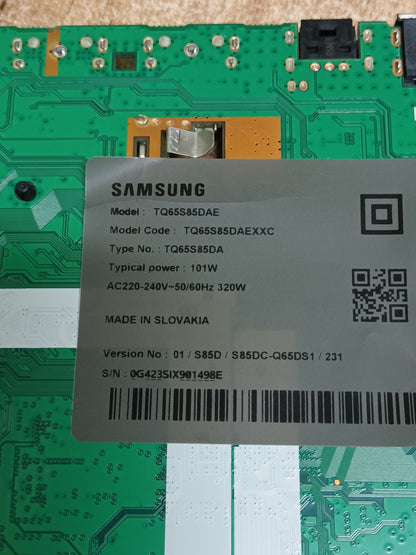 SAMSUNG
Model : TQ65S85DAE
Model Code : TQ65S85DAEXXC
Type No. : TQ65S85DA
Typical power : 101W
AC220-240V~50/60Hz 320W
MADE IN SLOVAKIA
Version No : 01 / S85D / S85DC-Q65DS1 / 231
S/N : 0G423SIX901498E